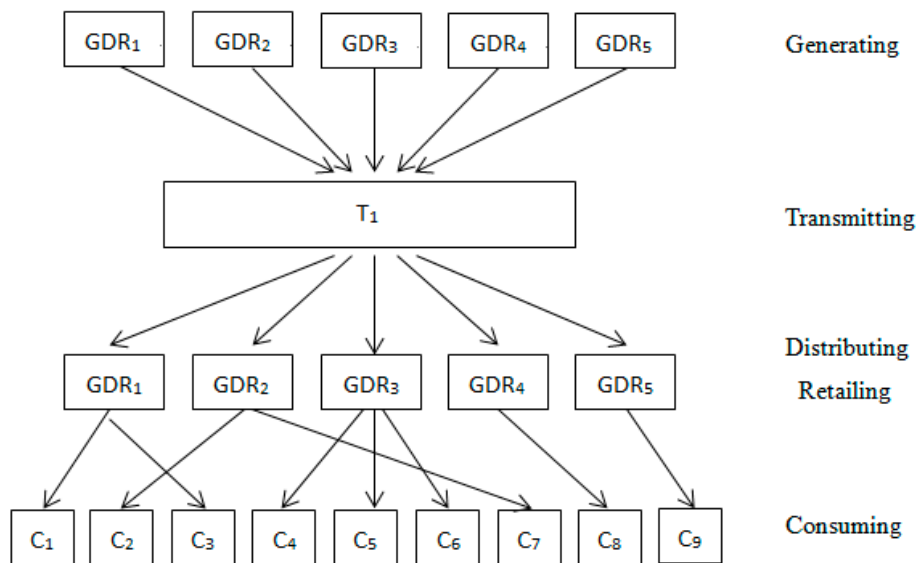 GDR₁ GDR₂ GDR₃ GDR₄ GDR₅ Generating
T₁ Transmitting
Distributing
GDR₁ GDR₂ GDR₃ GDR₄ GDR₅ Retailing
C₁ C₂ C₃ C₄ C₅ C₆ C₇ C₈ C₉ Consuming